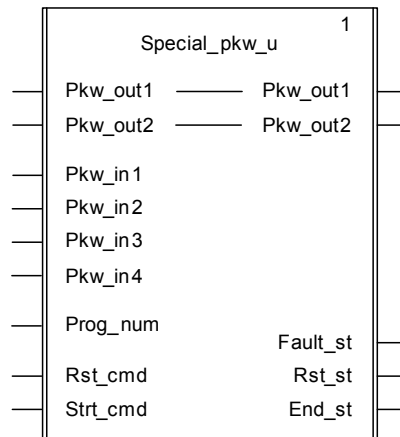 1
Special_pkw_u
Pkw_out1 Pkw_out1
Pkw_out2 Pkw_out2
Pkw_in1
Pkw_in2
Pkw_in3
Pkw_in4
Prog_num
Fault_st
Rst_cmd Rst_st
Strt_cmd End_st